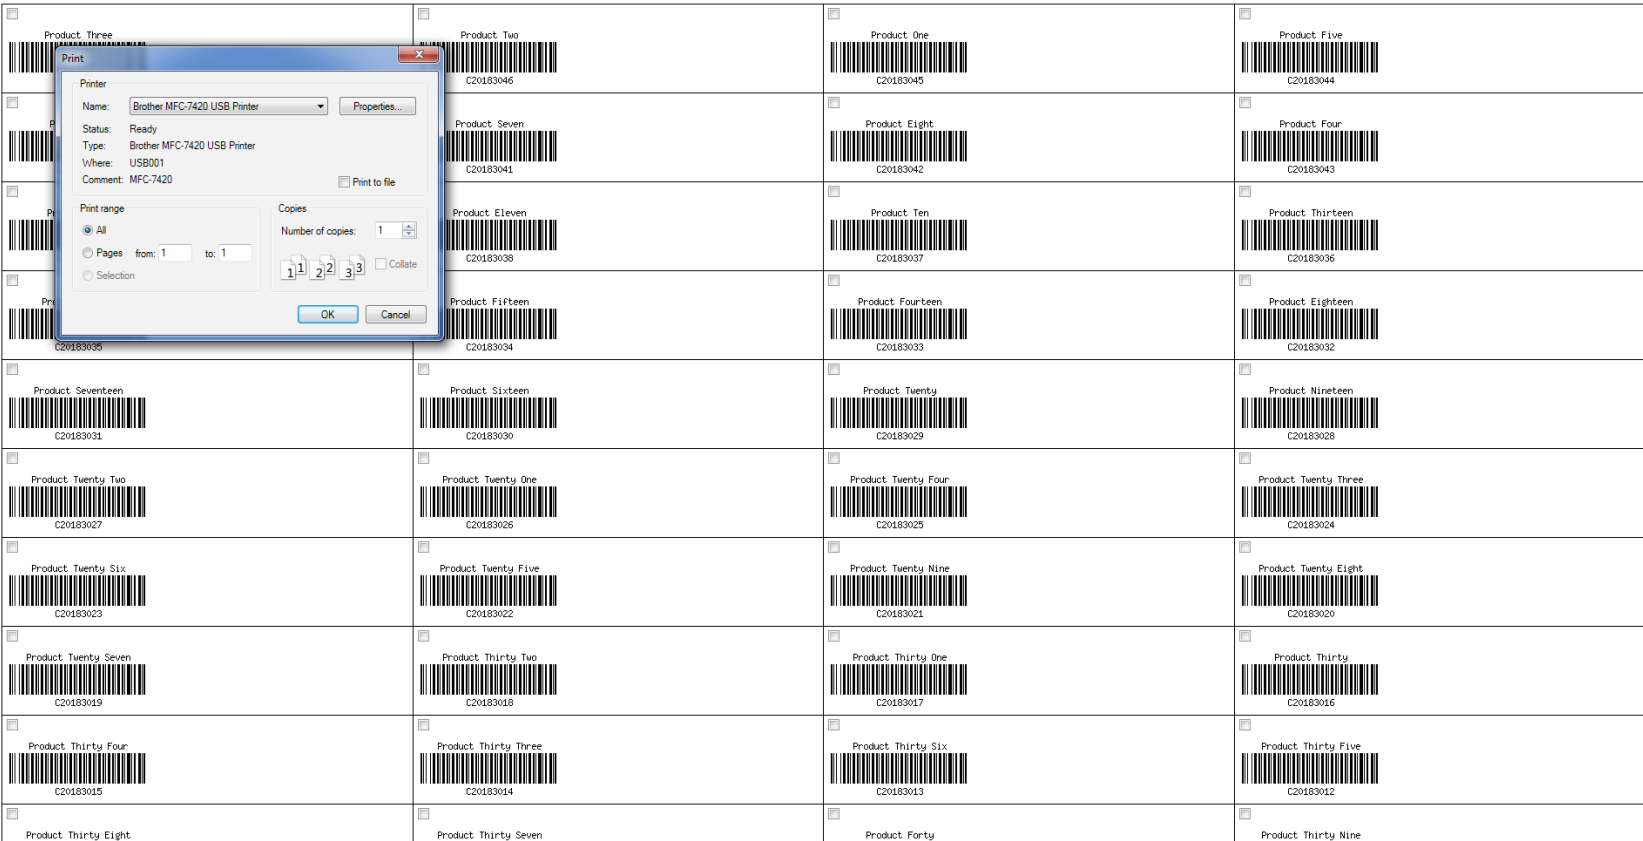 Product Three
Product Two
Product One
Product Five
C20183046
C20183045
C20183044
Print
Printer
Name:
Brother MFC-7420 USB Printer
Properties...
Status:
Ready
Type:
Brother MFC-7420 USB Printer
Where:
USB001
Comment:
MFC-7420
Print to file
Print range
All
Pages
from:
1
to:
1
Selection
Copies
Number of copies:
1
1 1
2 2
3 3
Collate
OK
Cancel
Product Seven
Product Eight
Product Four
C20183041
C20183042
C20183043
Product Eleven
Product Ten
Product Thirteen
C20183038
C20183037
C20183036
Product Fifteen
Product Fourteen
Product Eighteen
C20183035
C20183034
C20183033
C20183032
Product Seventeen
Product Sixteen
Product Twenty
Product Nineteen
C20183031
C20183030
C20183029
C20183028
Product Twenty Two
Product Twenty One
Product Twenty Four
Product Twenty Three
C20183027
C20183026
C20183025
C20183024
Product Twenty Six
Product Twenty Five
Product Twenty Nine
Product Twenty Eight
C20183023
C20183022
C20183021
C20183020
Product Twenty Seven
Product Thirty Two
Product Thirty One
Product Thirty
C20183019
C20183018
C20183017
C20183016
Product Thirty Four
Product Thirty Three
Product Thirty Six
Product Thirty Five
C20183015
C20183014
C20183013
C20183012
Product Thirty Eight
Product Thirty Seven
Product Forty
Product Thirty Nine